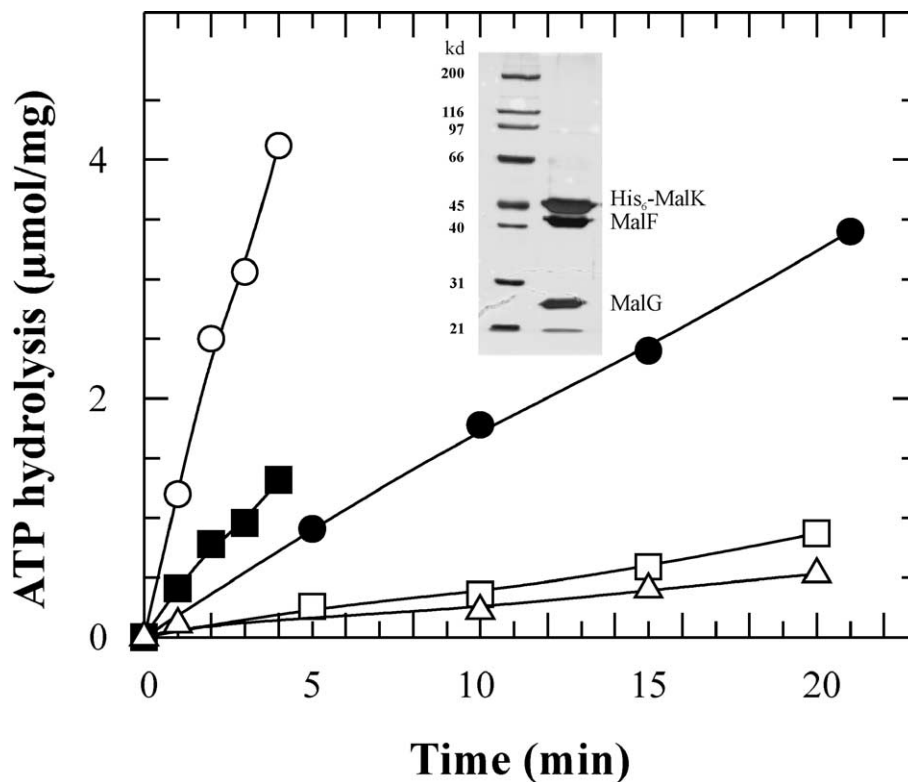 ATP hydrolysis (µmol/mg)
4
2
0
kd
200
116
97
66
45
40
31
21
His₆-MalK
MalF
MalG
0 5 10 15 20
Time (min)